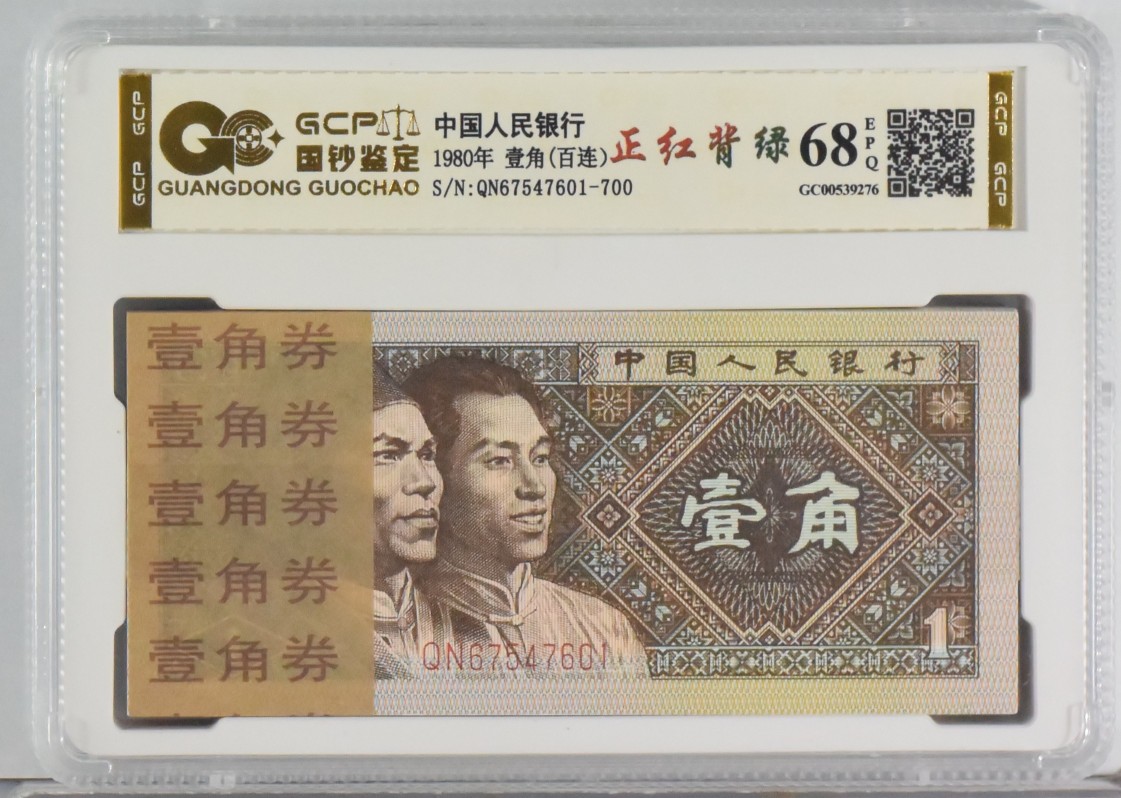 GCP
GCP
GCP
国钞鉴定
GUANGDONG GUOCHAO
中国人民银行
1980年 壹角(百连)
S/N:QN67547601-700
正红背绿
68
EPQ
GC00539276
GCP
GCP
壹角券
壹角券
壹角券
壹角券
壹角券
中国人民银行
壹角
1
QN67547601